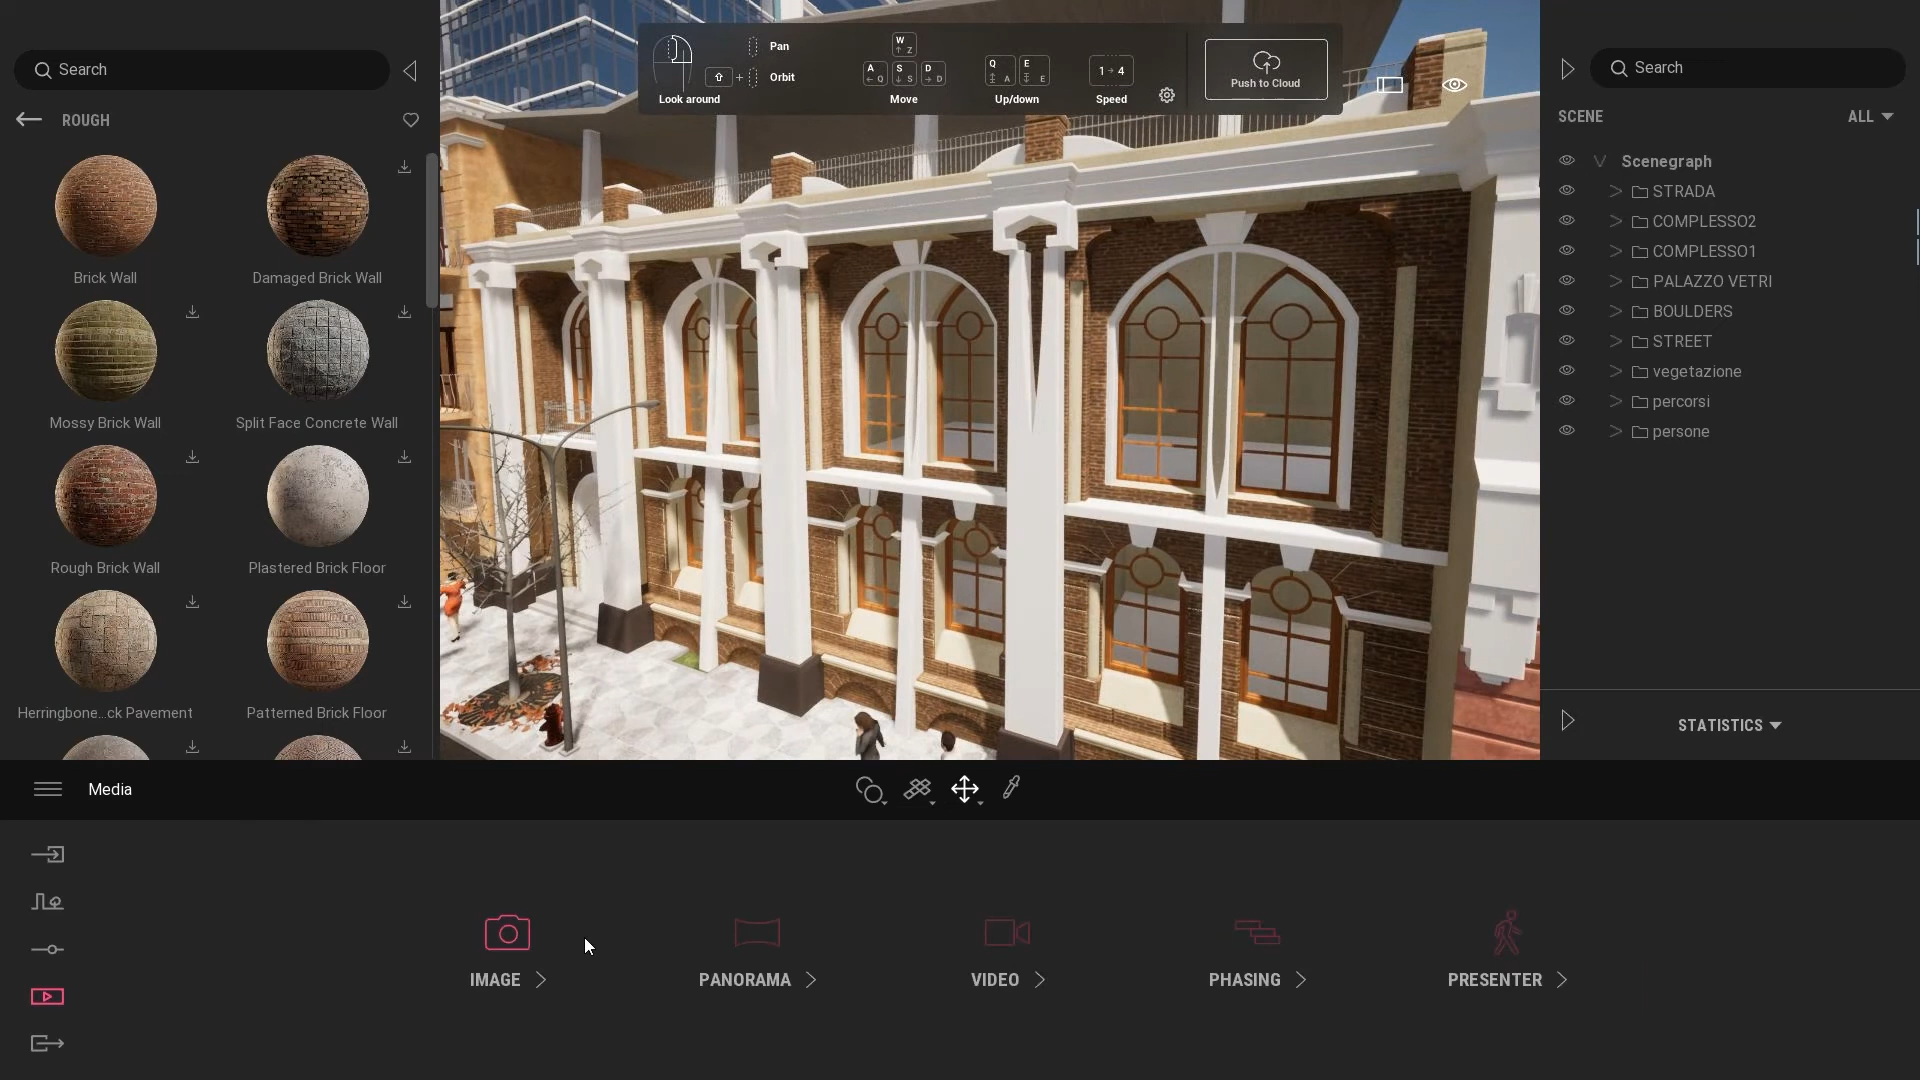 Search
ROUGH
Brick Wall
Damaged Brick Wall
Mossy Brick Wall
Split Face Concrete Wall
Rough Brick Wall
Plastered Brick Floor
Herringbone...ck Pavement
Patterned Brick Floor
Look around
Pan
+
Orbit
W
↑ Z
A
← Q
S
↓ S
D
→ D
Move
Q
A
E
E
Up/down
1 → 4
Speed
Push to Cloud
Search
SCENE
ALL
Scenegraph
STRADA
COMPLESSO2
COMPLESSO1
PALAZZO VETRI
BOULDERS
STREET
vegetazione
percorsi
persone
STATISTICS
Media
IMAGE
PANORAMA
VIDEO
PHASING
PRESENTER